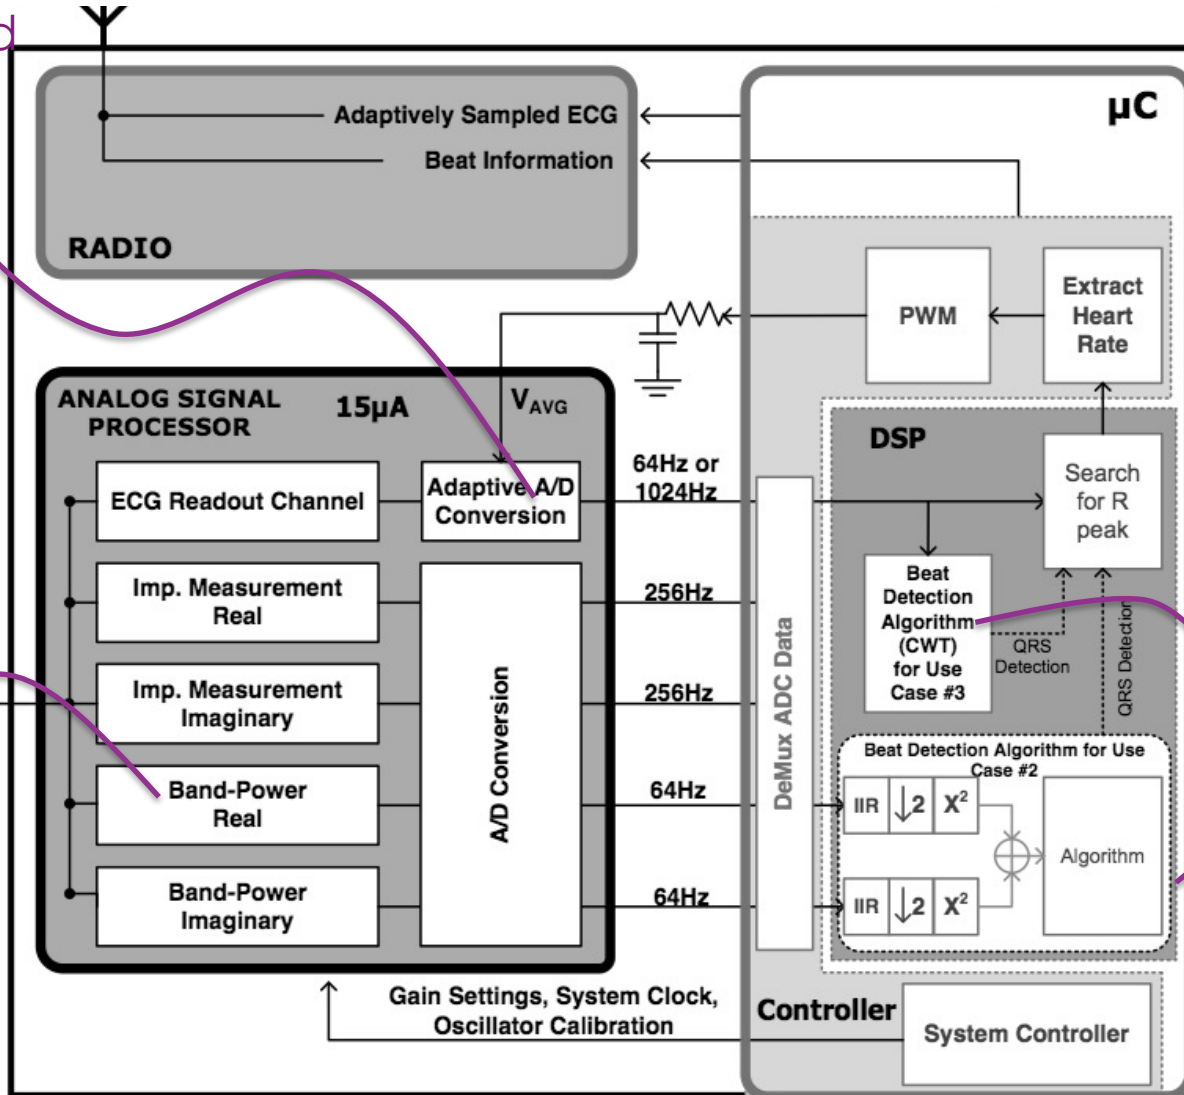 d
Adaptively Sampled ECG
Beat Information
RADIO
µC
PWM
Extract
Heart
Rate
ANALOG SIGNAL
PROCESSOR
15µA
VAVG
ECG Readout Channel
Adaptive A/D
Conversion
64Hz or
1024Hz
Imp. Measurement
Real
256Hz
Imp. Measurement
Imaginary
256Hz
Band-Power
Real
64Hz
Band-Power
Imaginary
64Hz
A/D Conversion
DeMux ADC Data
DSP
Search
for R
peak
Beat
Detection
Algorithm
(CWT)
for Use
Case #3
QRS
Detection
QRS Detection
Beat Detection Algorithm for Use
Case #2
IIR ↓2 X²
IIR ↓2 X²
Algorithm
Gain Settings, System Clock,
Oscillator Calibration
Controller
System Controller